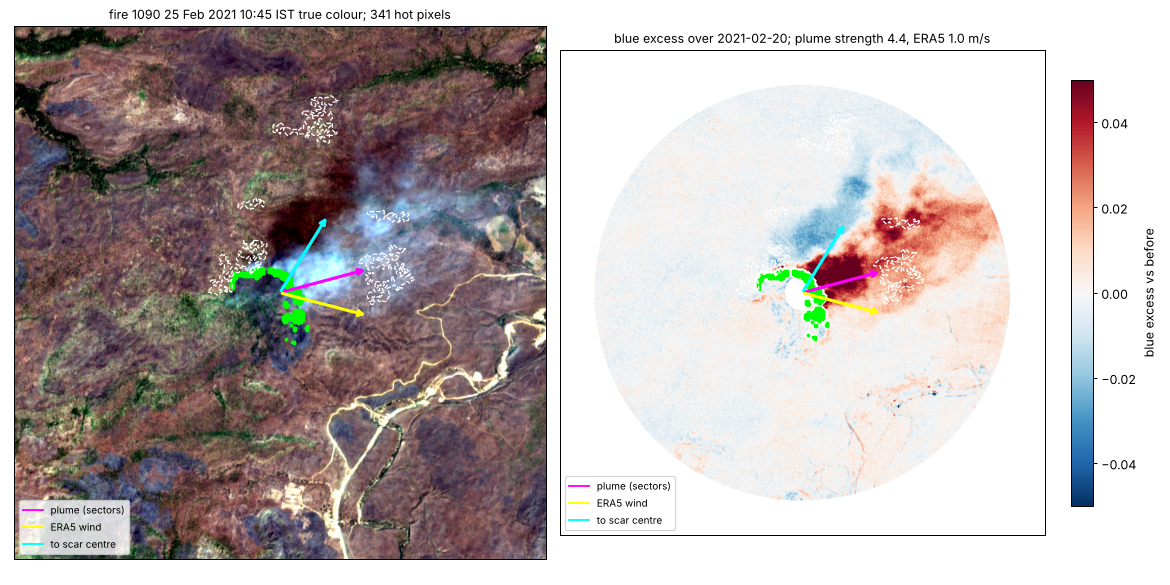 fire 1090 25 Feb 2021 10:45 IST true colour; 341 hot pixels
plume (sectors)
ERA5 wind
to scar centre
blue excess over 2021-02-20; plume strength 4.4, ERA5 1.0 m/s
plume (sectors)
ERA5 wind
to scar centre
0.04
0.02
0.00
−0.02
−0.04
blue excess vs before